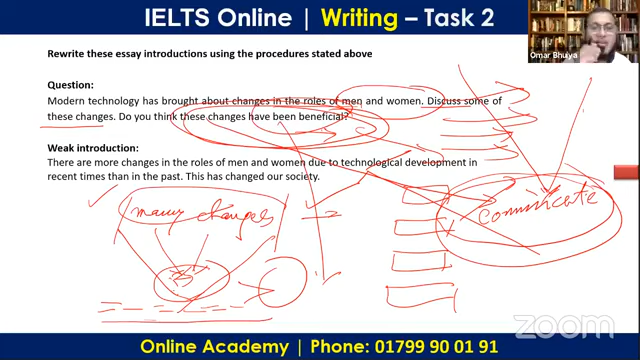 IELTS Online | Writing – Task 2
Omar Bhuiya
Rewrite these essay introductions using the procedures stated above
Question:
Modern technology has brought about changes in the roles of men and women. Discuss some of
these changes. Do you think these changes have been beneficial?
Weak introduction:
There are more changes in the roles of men and women due to technological development in
recent times than in the past. This has changed our society.
many changes
communicate
zoom
Online Academy | Phone: 01799 90 01 91